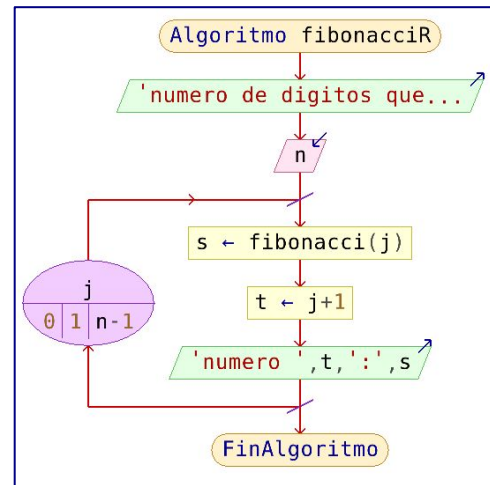 Algoritmo fibonacciR
'numero de digitos que...
n
s ← fibonacci(j)
j
0 1 n-1
t ← j+1
'numero ',t,':',s
FinAlgoritmo